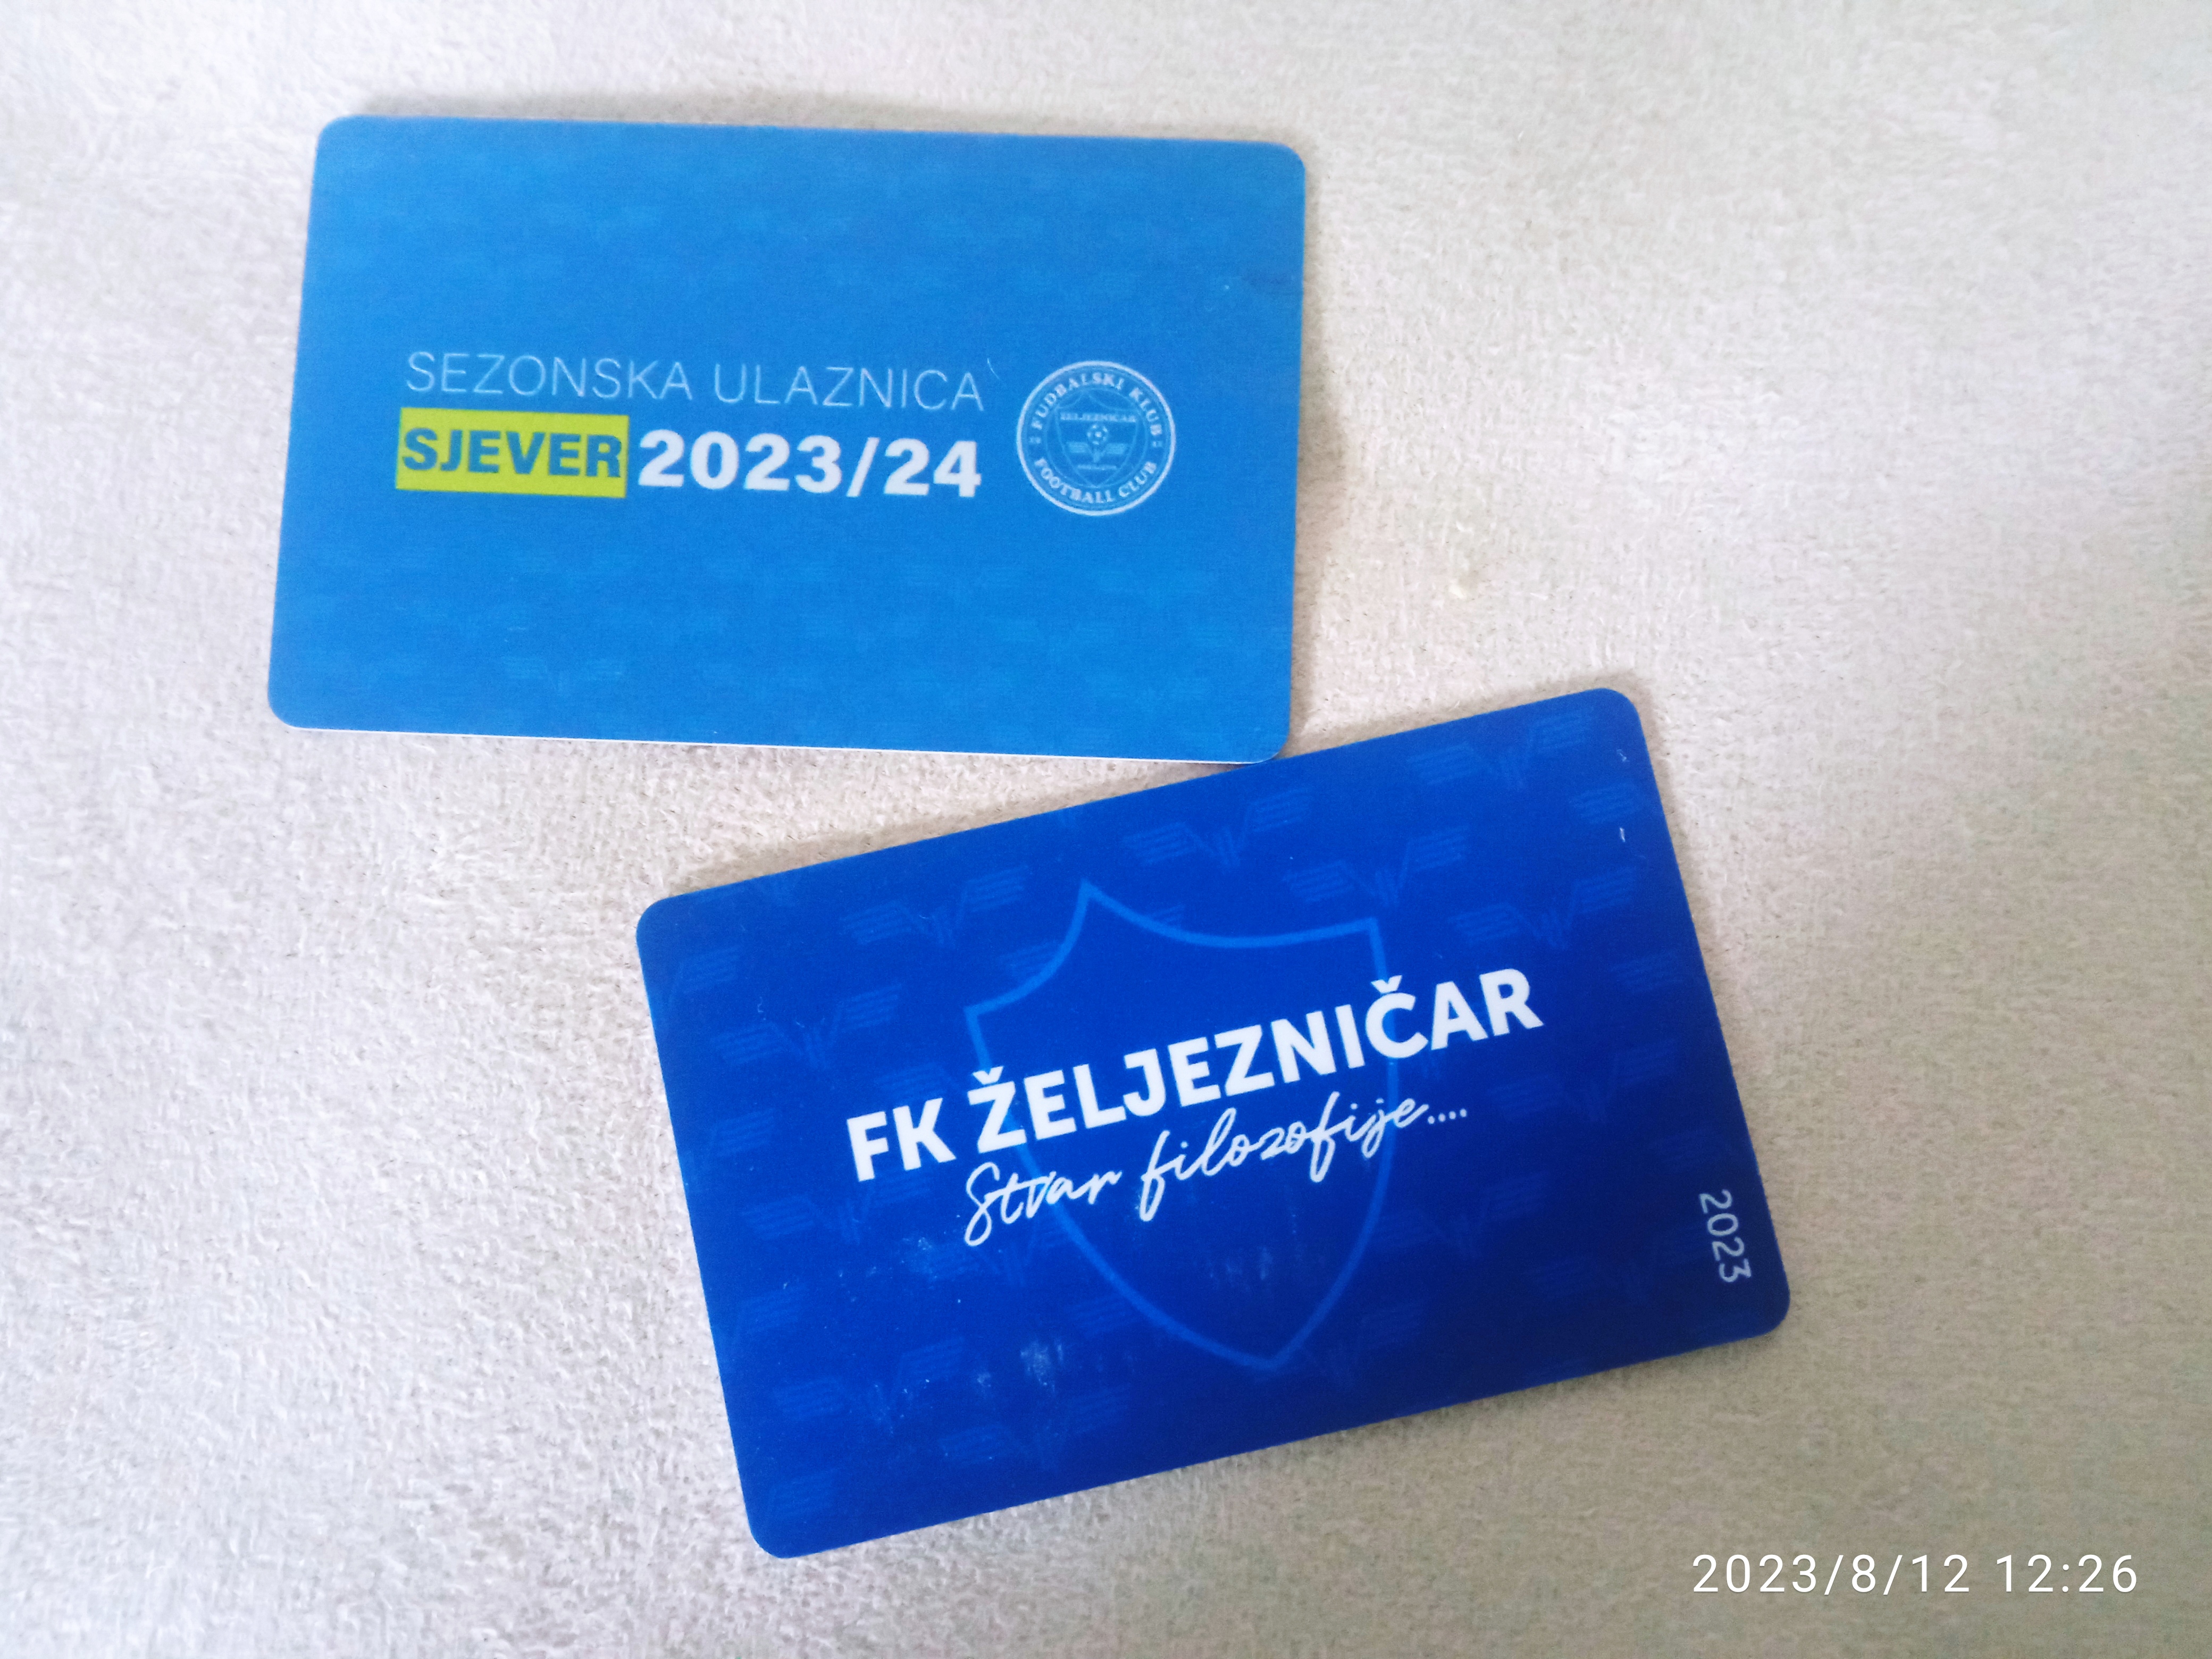 SEZONSKA ULAZNICA
SJEVER 2023/24
FUDBALSKI KLUB
ŽELJEZNIČAR
FOOTBALL CLUB
FK ŽELJEZNIČAR
Stvar filozofije....
2023
2023/8/12 12:26